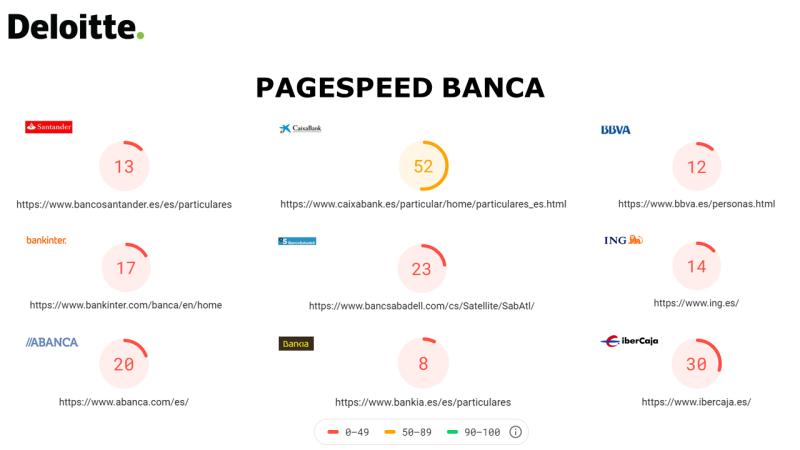 Deloitte.
PAGESPEED BANCA
Santander
13
https://www.bancosantander.es/es/particulares
CaixaBank
52
https://www.caixabank.es/particular/home/particulares_es.html
BBVA
12
https://www.bbva.es/personas.html
bankinter.
17
https://www.bankinter.com/banca/en/home
BancoSabadell
23
https://www.bancsabadell.com/cs/Satellite/SabAtl/
ING
14
https://www.ing.es/
//ABANCA
20
https://www.abanca.com/es/
Bankia
8
https://www.bankia.es/es/particulares
iberCaja
30
https://www.ibercaja.es/
0–49 50–89 90–100